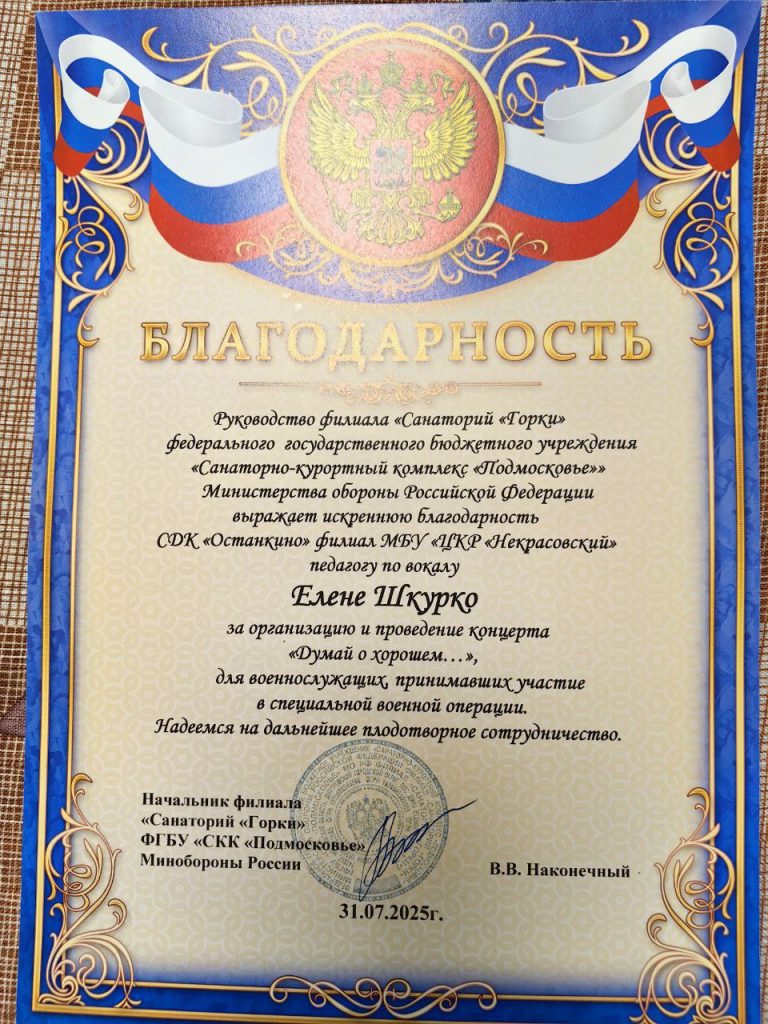 БЛАГОДАРНОСТЬ
Руководство филиала «Санаторий «Горки»
федерального государственного бюджетного учреждения
«Санаторно-курортный комплекс «Подмосковье»»
Министерства обороны Российской Федерации
выражает искреннюю благодарность
СДК «Останкино» филиал МБУ «ЦКР «Некрасовский»
педагогу по вокалу
Елене Шкурко
за организацию и проведение концерта
«Думай о хорошем…»,
для военнослужащих, принимавших участие
в специальной военной операции.
Надеемся на дальнейшее плодотворное сотрудничество.
Начальник филиала
«Санаторий «Горки»
ФГБУ «СКК «Подмосковье»
Минобороны России
В.В. Наконечный
31.07.2025г.